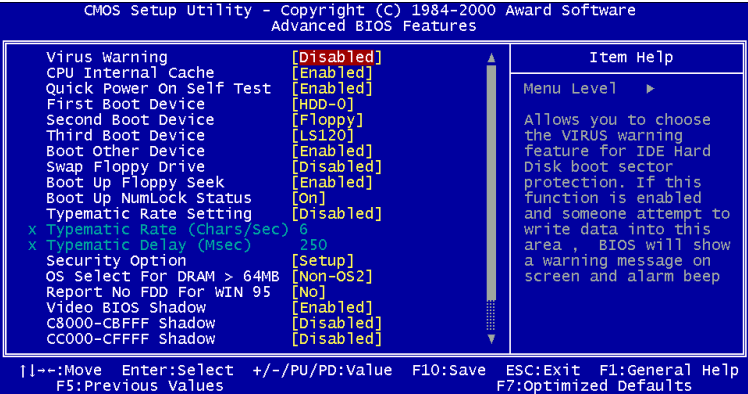 CMOS Setup Utility - Copyright (C) 1984-2000 Award Software
Advanced BIOS Features
Virus Warning [Disabled]
CPU Internal Cache [Enabled]
Quick Power On Self Test [Enabled]
First Boot Device [HDD-0]
Second Boot Device [Floppy]
Third Boot Device [LS120]
Boot Other Device [Enabled]
Swap Floppy Drive [Disabled]
Boot Up Floppy Seek [Enabled]
Boot Up NumLock Status [On]
Typematic Rate Setting [Disabled]
x Typematic Rate (Chars/Sec) 6
x Typematic Delay (Msec) 250
Security Option [Setup]
OS Select For DRAM > 64MB [Non-OS2]
Report No FDD For WIN 95 [No]
Video BIOS Shadow [Enabled]
C8000-CBFFF Shadow [Disabled]
CC000-CFFFF Shadow [Disabled]
Item Help
Menu Level ▶
Allows you to choose
the VIRUS warning
feature for IDE Hard
Disk boot sector
protection. If this
function is enabled
and someone attempt to
write data into this
area , BIOS will show
a warning message on
screen and alarm beep
↑↓→←:Move Enter:Select +/-/PU/PD:Value F10:Save ESC:Exit F1:General Help
F5:Previous Values F7:Optimized Defaults